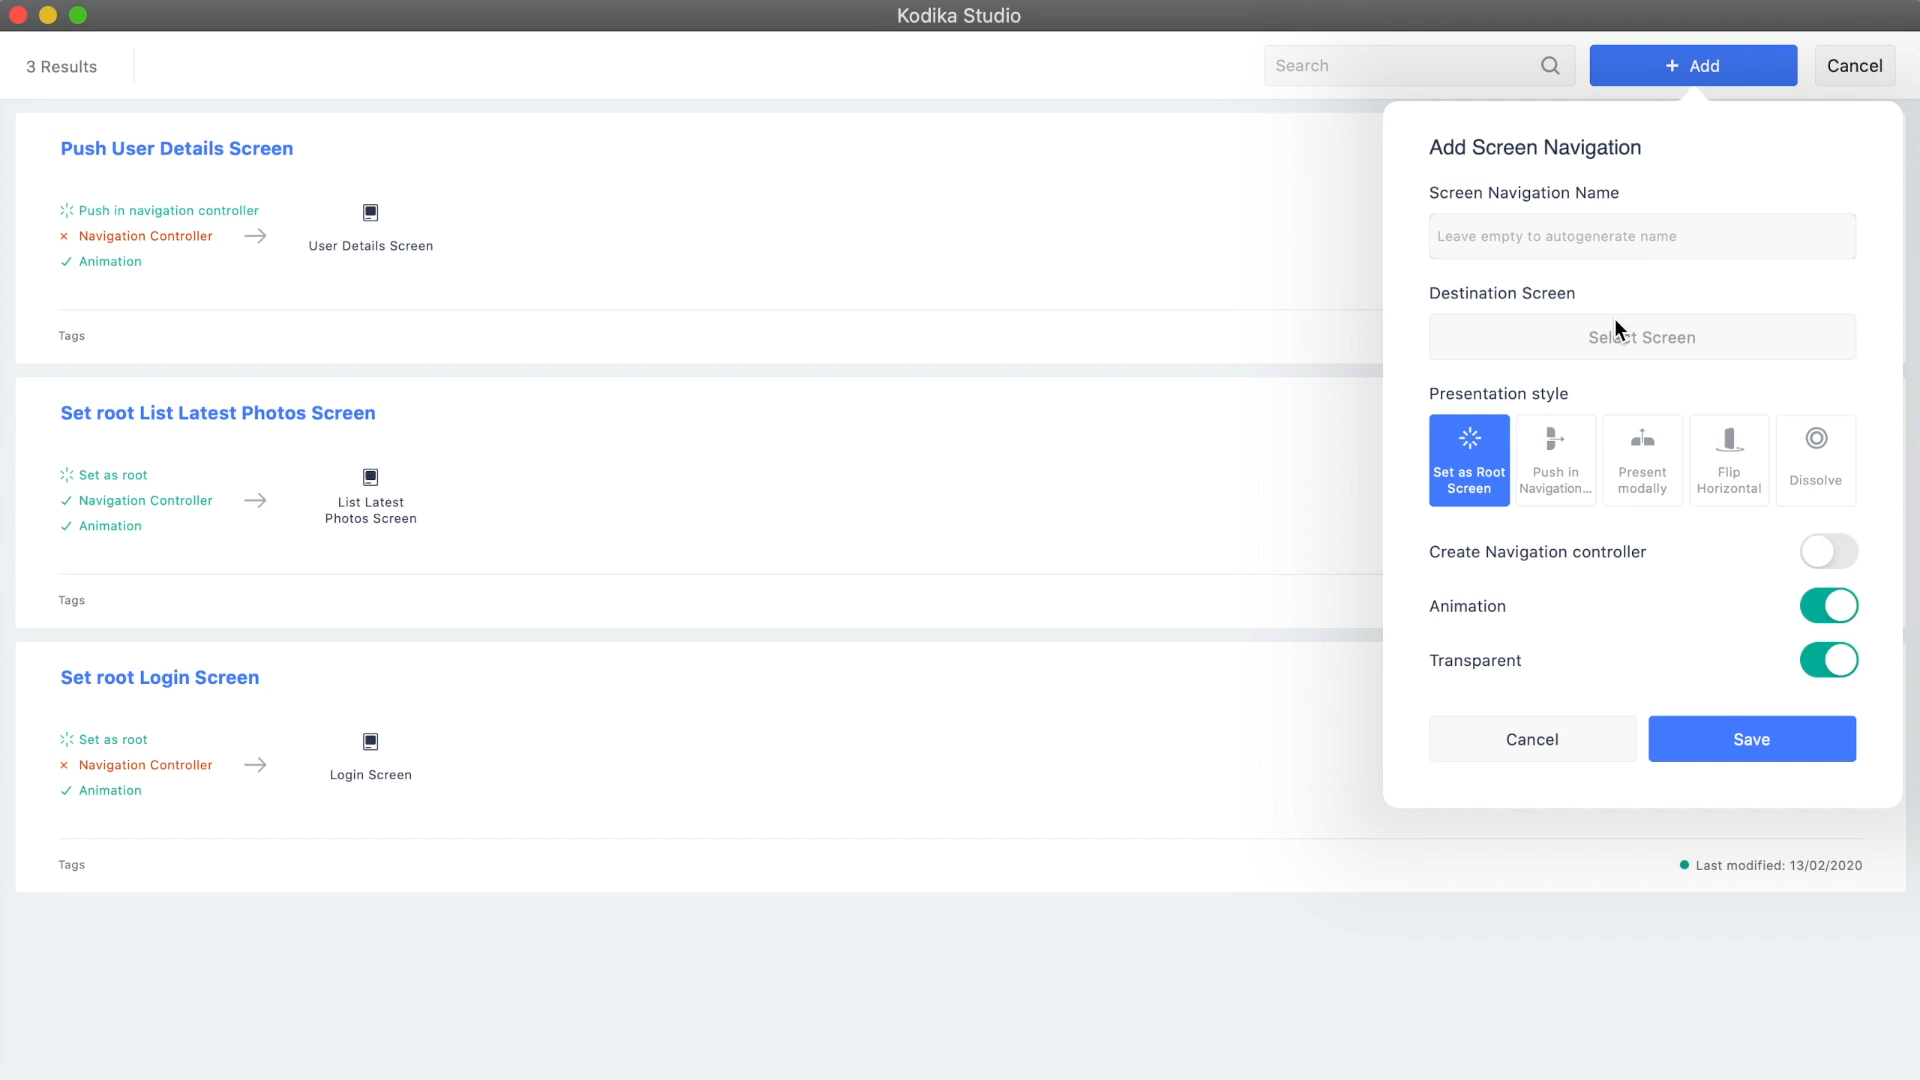 Kodika Studio
3 Results
Search
+ Add
Cancel
Push User Details Screen
Push in navigation controller
Navigation Controller
Animation
User Details Screen
Tags
Set root List Latest Photos Screen
Set as root
Navigation Controller
Animation
List Latest
Photos Screen
Tags
Set root Login Screen
Set as root
Navigation Controller
Animation
Login Screen
Tags
Last modified: 13/02/2020
Add Screen Navigation
Screen Navigation Name
Leave empty to autogenerate name
Destination Screen
Select Screen
Presentation style
Set as Root
Screen
Push in
Navigation...
Present
modally
Flip
Horizontal
Dissolve
Create Navigation controller
Animation
Transparent
Cancel
Save